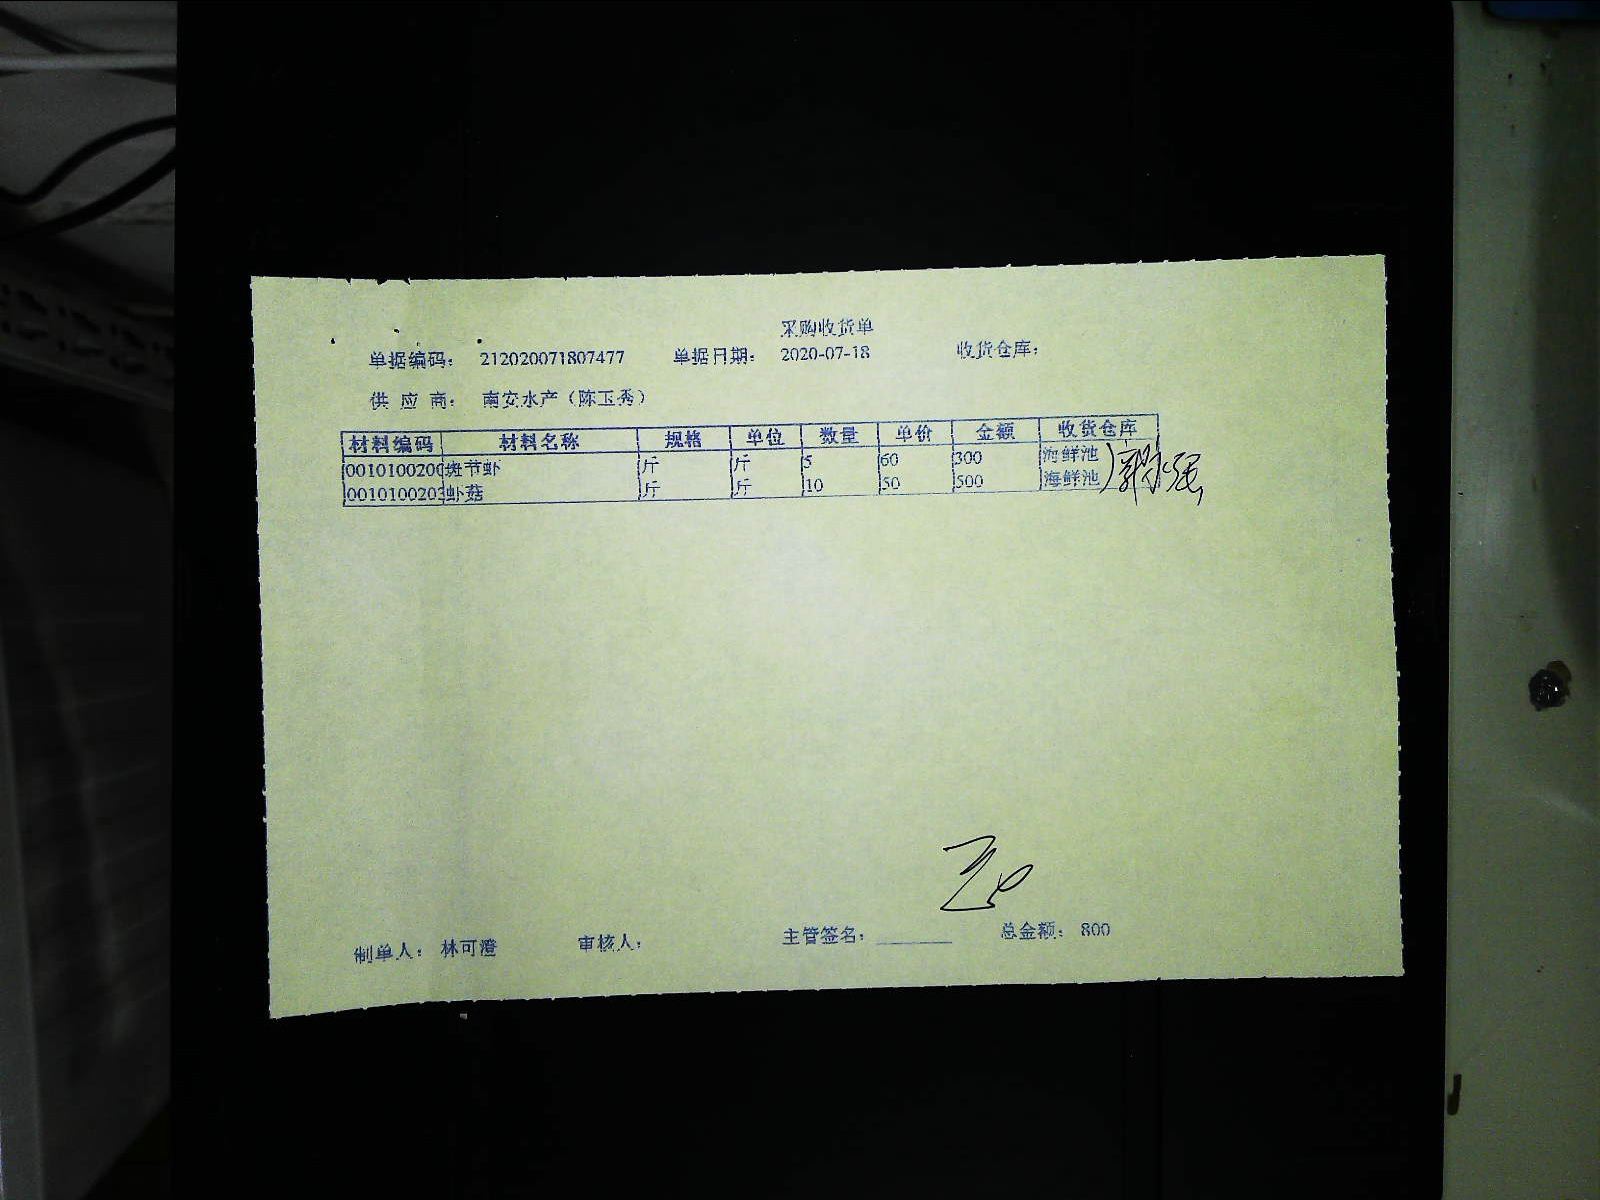 采购收货单
单据编码： 212020071807477 单据日期： 2020-07-18 收货仓库：
供 应 商： 南安水产（陈玉秀）
材料编码 材料名称 规格 单位 数量 单价 金额 收货仓库
0010100200 斑节虾 斤 斤 5 60 300 海鲜池
0010100203 虾菇 斤 斤 10 50 500 海鲜池
制单人： 林可澄 审核人： 主管签名： 总金额： 800